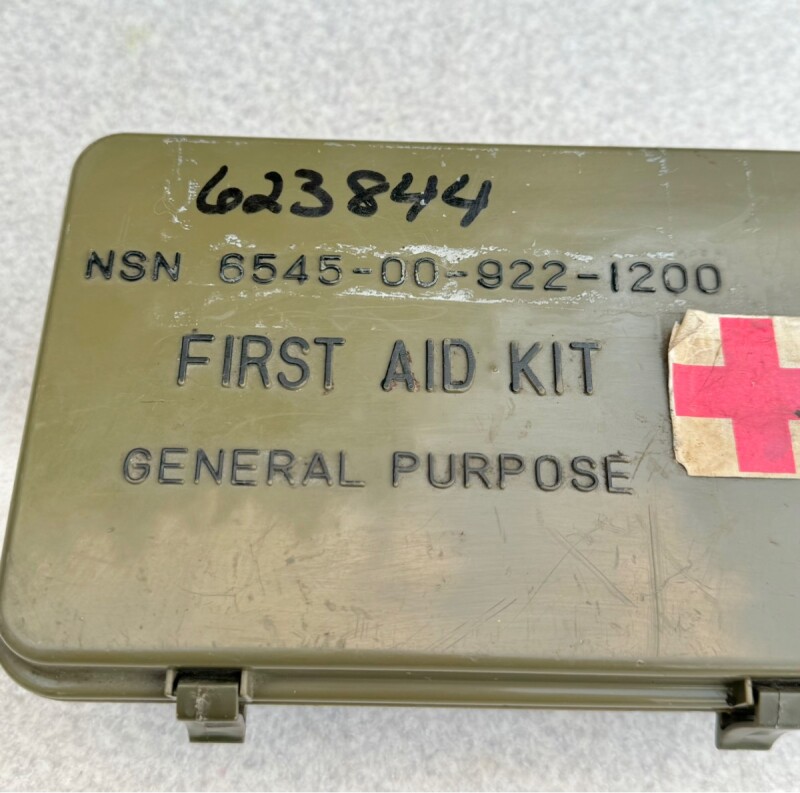 623844
NSN 6545-00-922-1200
FIRST AID KIT
GENERAL PURPOSE